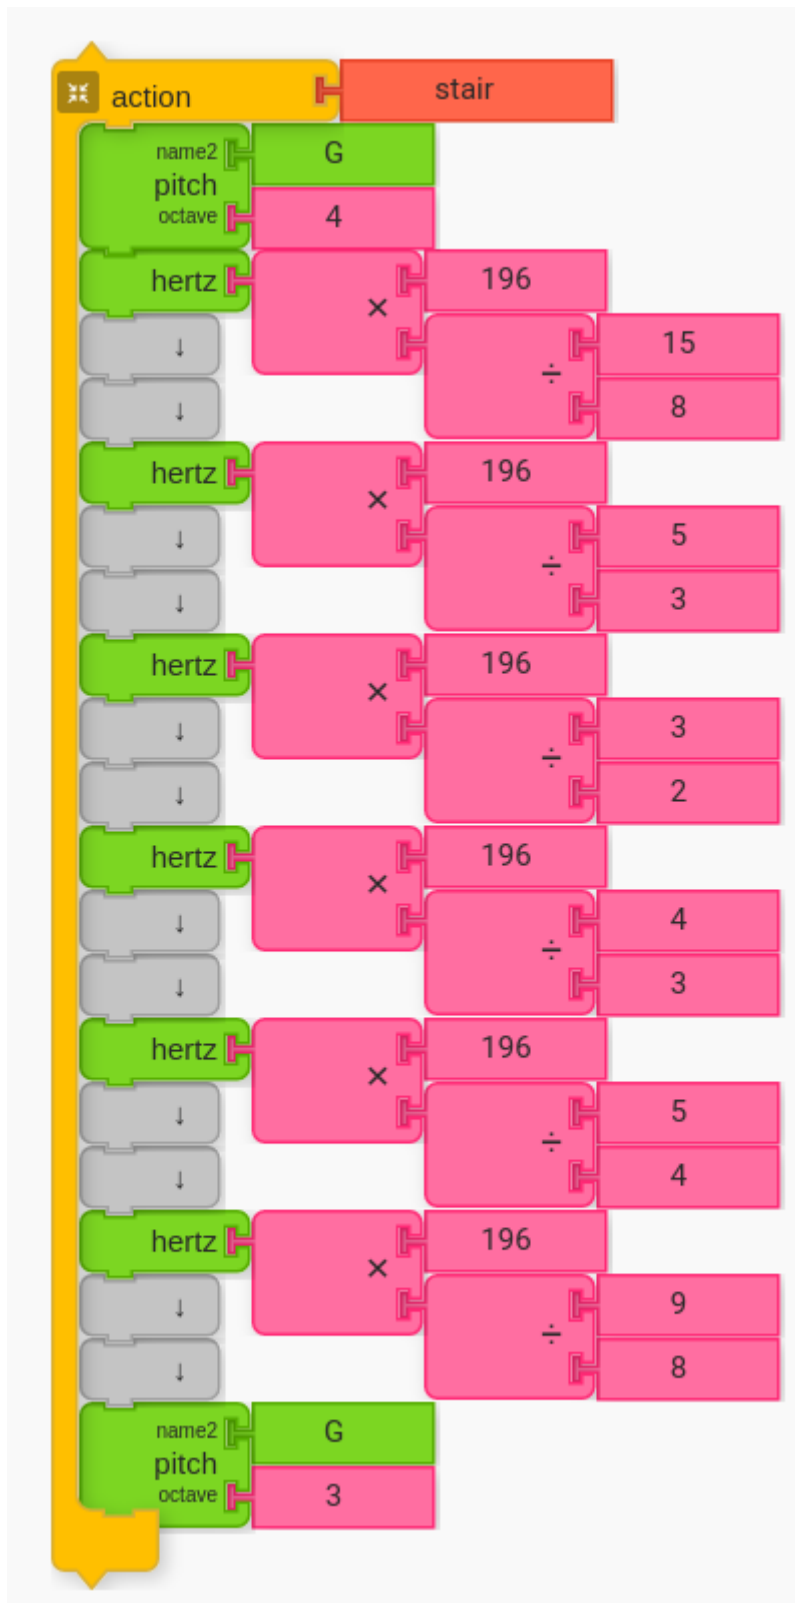 action stair
name2 G
pitch
octave 4
hertz × 196
↓ ÷ 15
↓ 8
hertz × 196
↓ ÷ 5
↓ 3
hertz × 196
↓ ÷ 3
↓ 2
hertz × 196
↓ ÷ 4
↓ 3
hertz × 196
↓ ÷ 5
↓ 4
hertz × 196
↓ ÷ 9
↓ 8
name2 G
pitch
octave 3